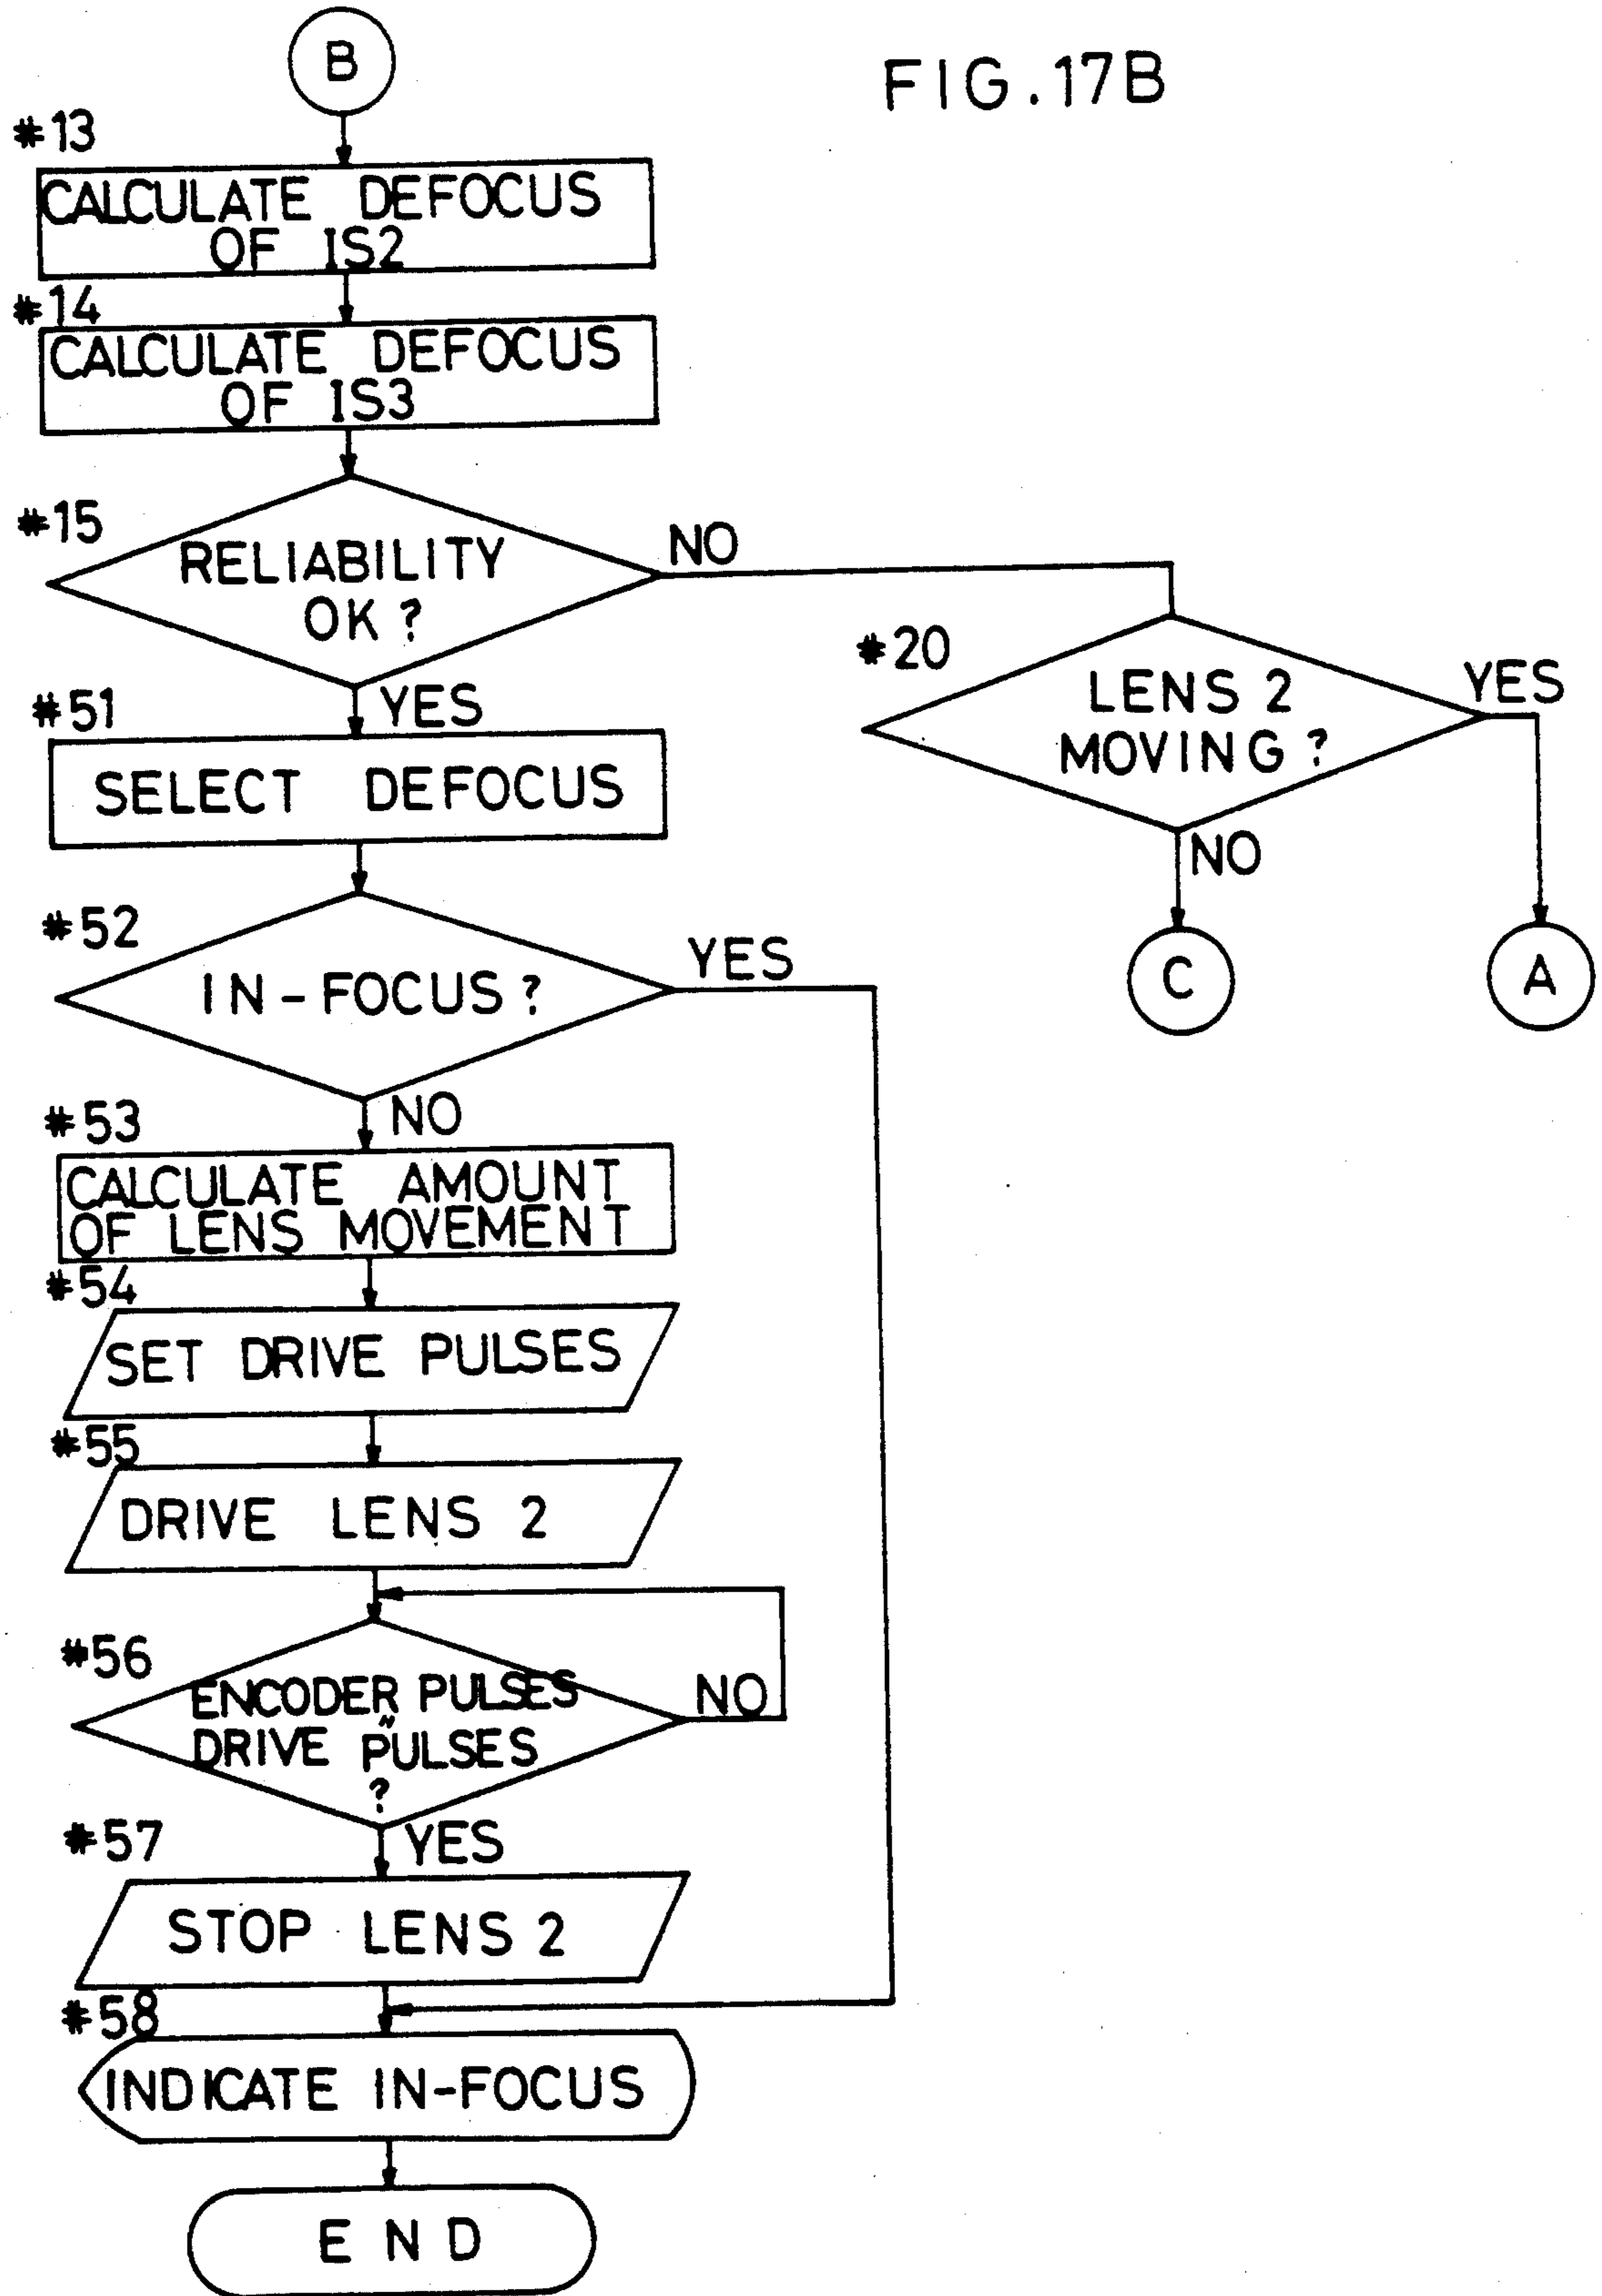 B
FIG.17B
#13
CALCULATE DEFOCUS
OF IS2
#14
CALCULATE DEFOCUS
OF IS3
#15
RELIABILITY
OK ?
NO
YES
#20
LENS 2
MOVING ?
YES
NO
C
A
#51
SELECT DEFOCUS
#52
IN-FOCUS ?
YES
NO
#53
CALCULATE AMOUNT
OF LENS MOVEMENT
#54
SET DRIVE PULSES
#55
DRIVE LENS 2
#56
ENCODER PULSES
=
DRIVE PULSES
?
NO
YES
#57
STOP LENS 2
#58
INDICATE IN-FOCUS
END